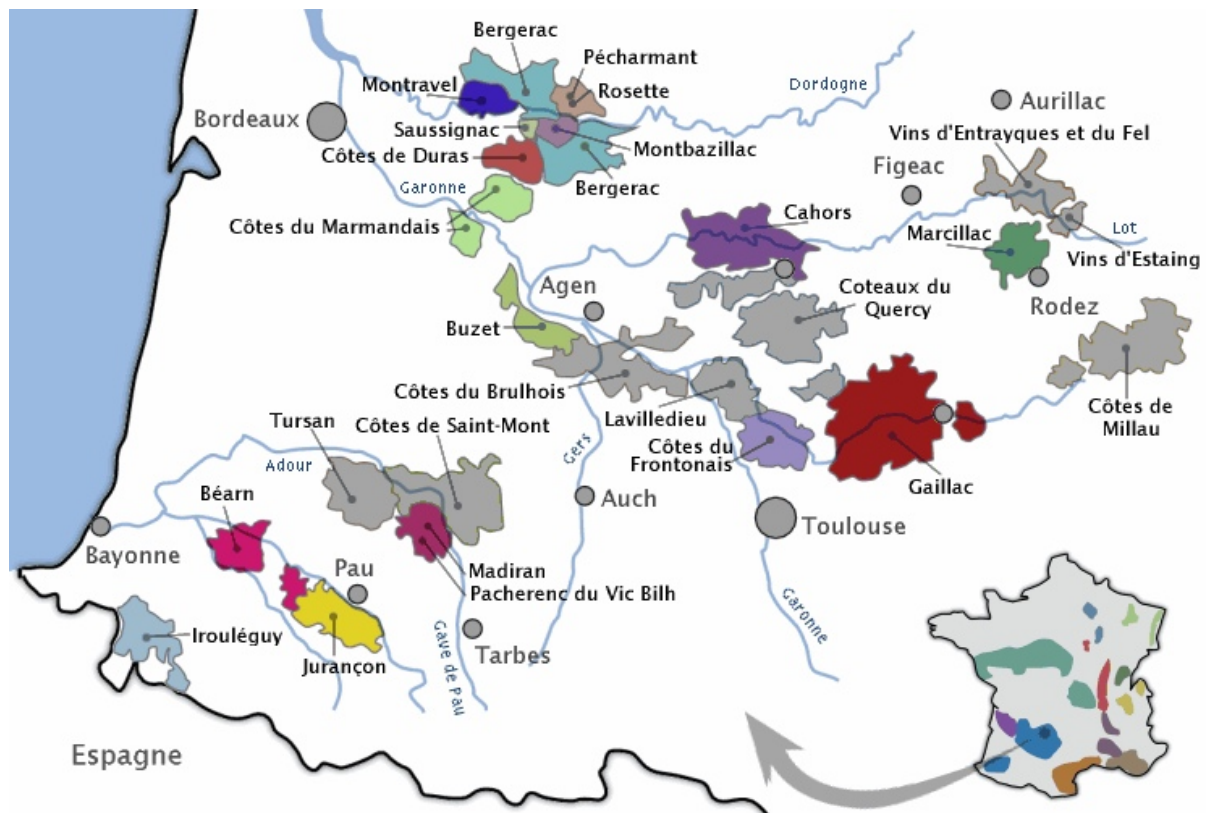 Bergerac
Pécharmant
Montravel
Rosette
Dordogne
Bordeaux
Aurillac
Saussignac
Montbazillac
Vins d'Entrayques et du Fel
Côtes de Duras
Figeac
Garonne
Bergerac
Côtes du Marmandais
Cahors
Marcillac
Lot
Vins d'Estaing
Agen
Coteaux du
Quercy
Rodez
Buzet
Côtes du Brulhois
Lavilledieu
Côtes de
Millau
Tursan
Côtes de Saint-Mont
Gers
Côtes du
Frontonais
Adour
Gaillac
Béarn
Auch
Toulouse
Bayonne
Pau
Madiran
Pacherenc du Vic Bilh
Irouléguy
Jurançon
Gave de Pau
Tarbes
Garonne
Espagne